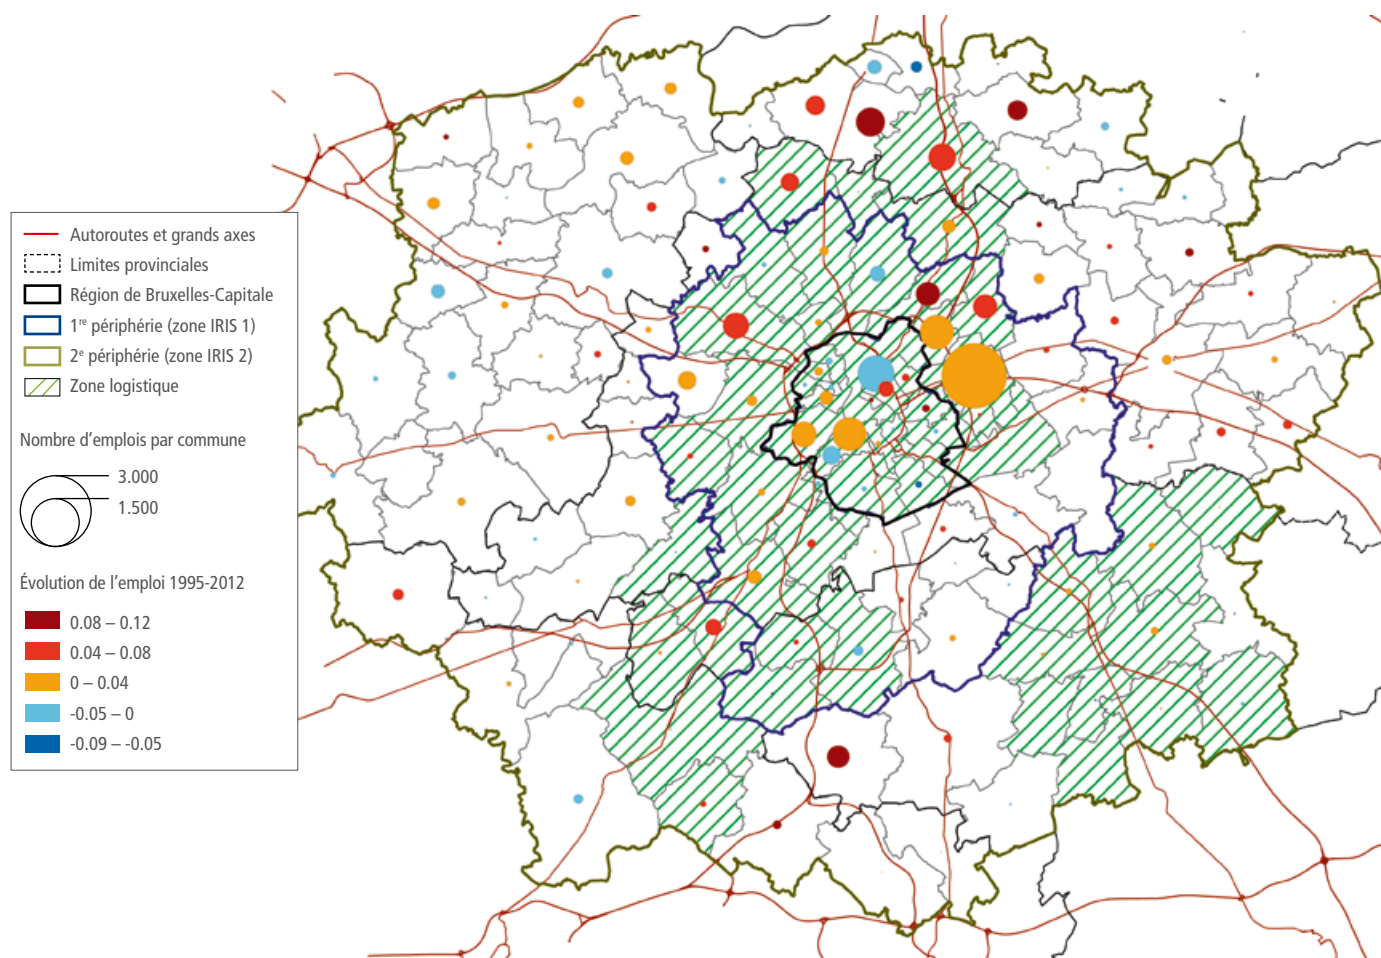 Autoroutes et grands axes
Limites provinciales
Région de Bruxelles-Capitale
1re périphérie (zone IRIS 1)
2e périphérie (zone IRIS 2)
Zone logistique
Nombre d'emplois par commune
3.000
1.500
Évolution de l'emploi 1995-2012
0.08 – 0.12
0.04 – 0.08
0 – 0.04
-0.05 – 0
-0.09 – -0.05